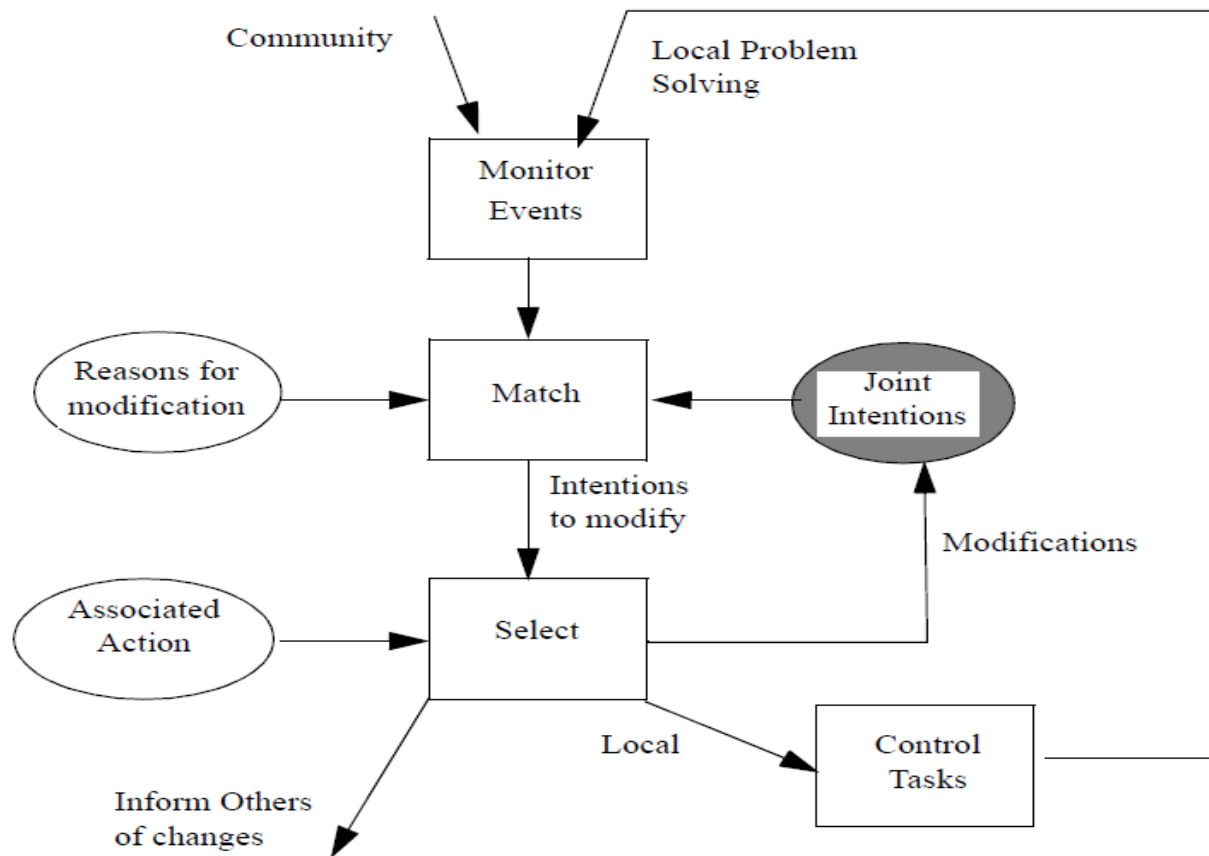 Community
Local Problem
Solving
Monitor
Events
Reasons for
modification
Match
Joint
Intentions
Intentions
to modify
Modifications
Associated
Action
Select
Local
Control
Tasks
Inform Others
of changes